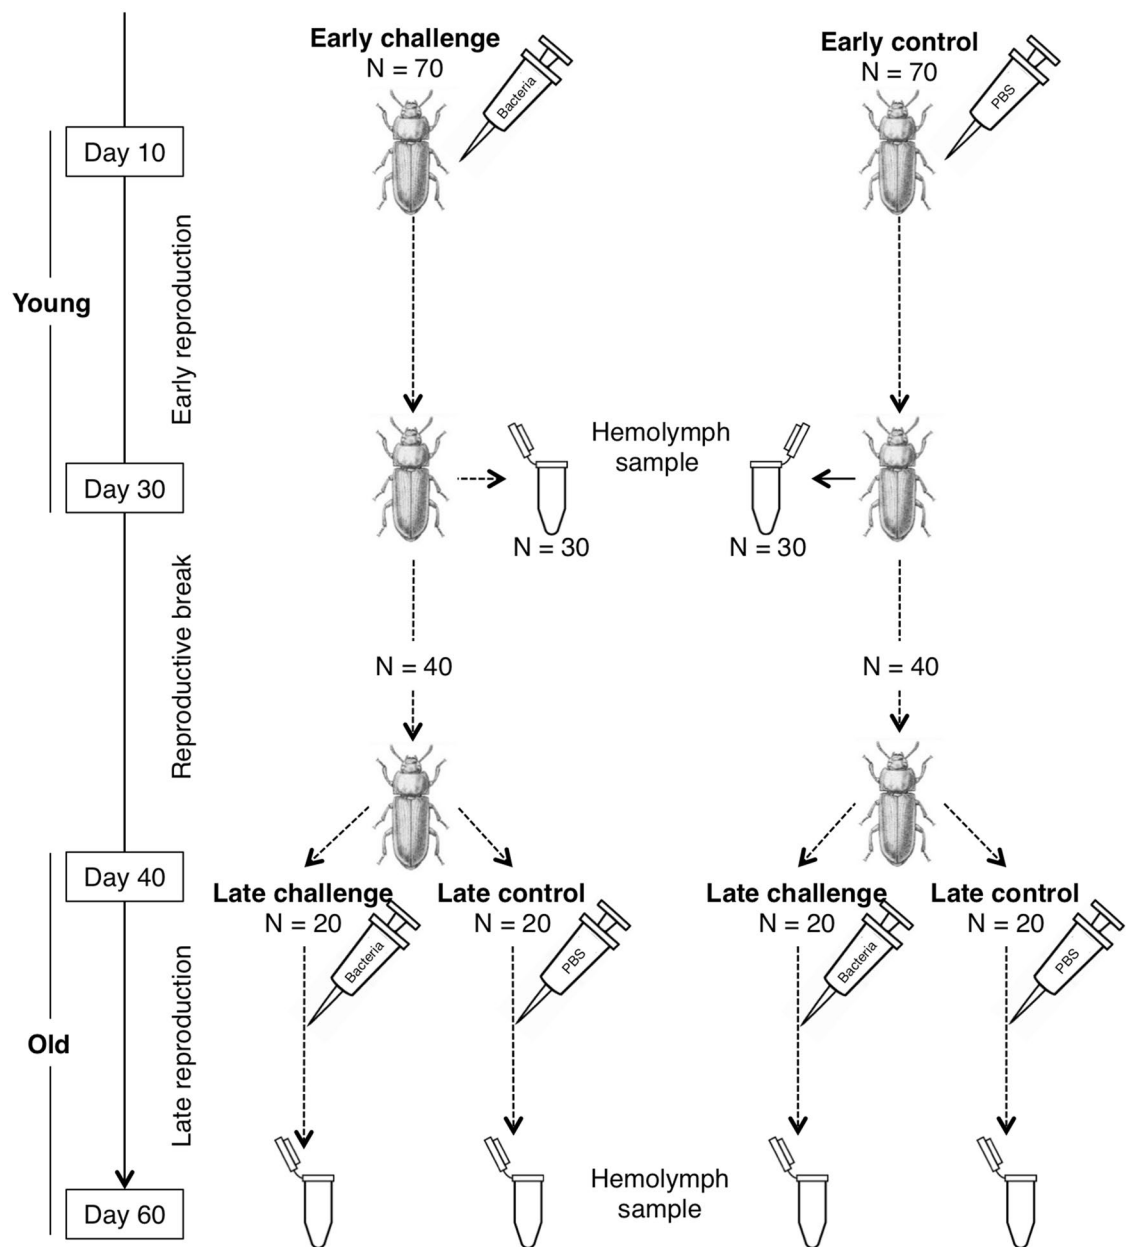 Early challenge
N = 70
Bacteria
Early control
N = 70
PBS
Day 10
Early reproduction
Young
Hemolymph
sample
Day 30
N = 30
N = 30
Reproductive break
N = 40
N = 40
Day 40
Late challenge
N = 20
Bacteria
Late control
N = 20
PBS
Late challenge
N = 20
Bacteria
Late control
N = 20
PBS
Old
Late reproduction
Hemolymph
sample
Day 60